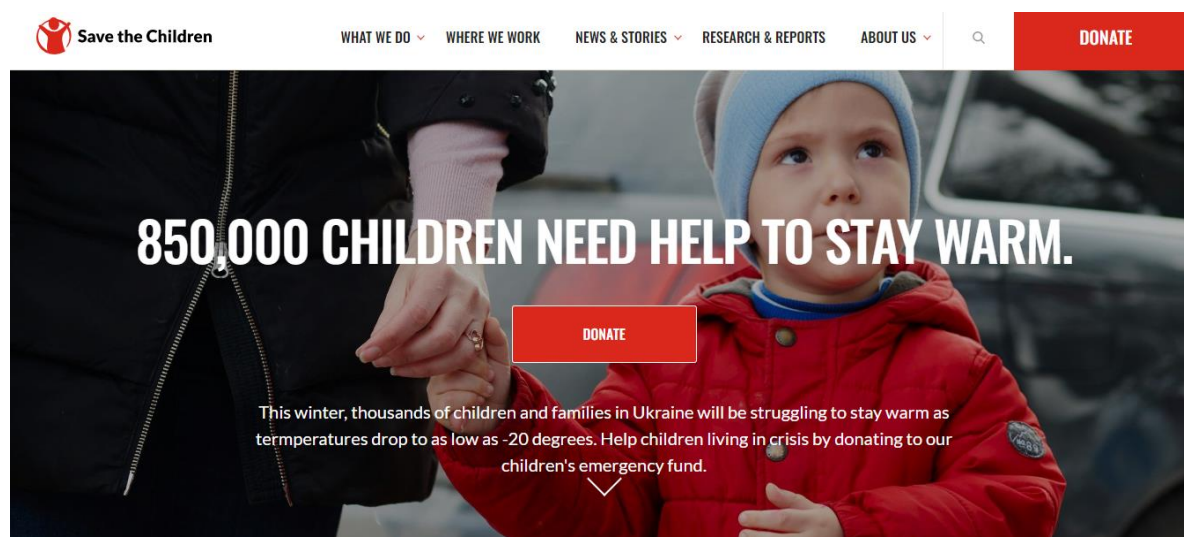 Save the Children
WHAT WE DO
WHERE WE WORK
NEWS & STORIES
RESEARCH & REPORTS
ABOUT US
DONATE
850,000 CHILDREN NEED HELP TO STAY WARM.
DONATE
This winter, thousands of children and families in Ukraine will be struggling to stay warm as
termperatures drop to as low as -20 degrees. Help children living in crisis by donating to our
children's emergency fund.